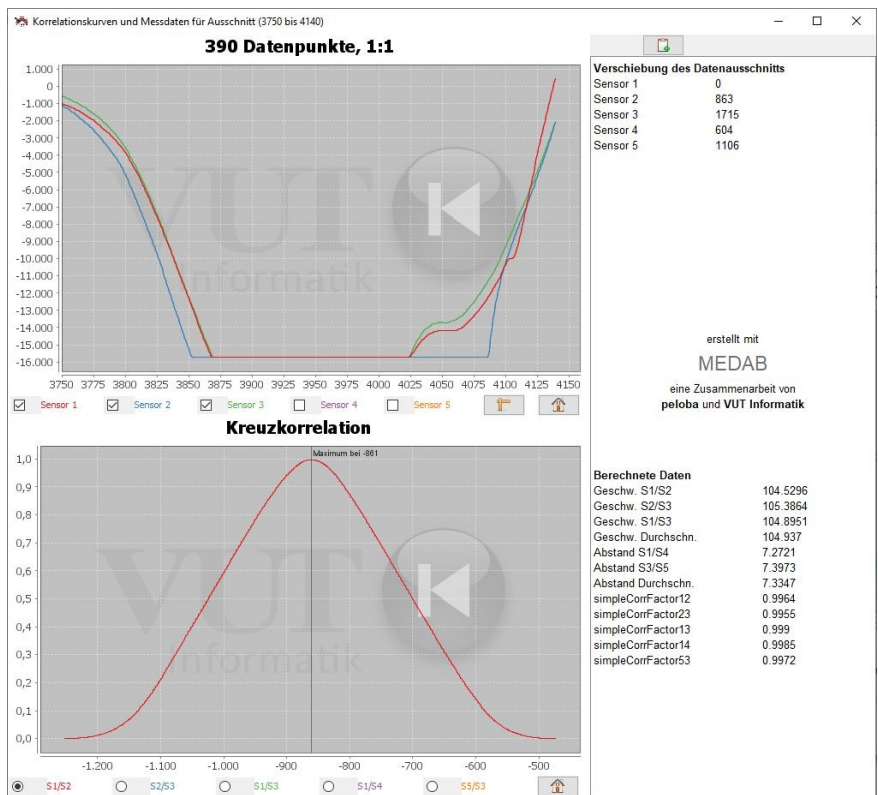 Korrelationskurven und Messdaten für Ausschnitt (3750 bis 4140)
390 Datenpunkte, 1:1
1.000
0
-1.000
-2.000
-3.000
-4.000
-5.000
-6.000
-7.000
-8.000
-9.000
-10.000
-11.000
-12.000
-13.000
-14.000
-15.000
-16.000
VUT
Informatik
3750 3775 3800 3825 3850 3875 3900 3925 3950 3975 4000 4025 4050 4075 4100 4125 4150
Sensor 1 Sensor 2 Sensor 3 Sensor 4 Sensor 5
Kreuzkorrelation
Maximum bei -861
1,0
0,9
0,8
0,7
0,6
0,5
0,4
0,3
0,2
0,1
0,0
VUT
Informatik
-1.200 -1.100 -1.000 -900 -800 -700 -600 -500
S1/S2 S2/S3 S1/S3 S1/S4 S5/S3
Verschiebung des Datenausschnitts
Sensor 1 0
Sensor 2 863
Sensor 3 1715
Sensor 4 604
Sensor 5 1106
erstellt mit
MEDAB
eine Zusammenarbeit von
peloba und VUT Informatik
Berechnete Daten
Geschw. S1/S2 104.5296
Geschw. S2/S3 105.3864
Geschw. S1/S3 104.8951
Geschw. Durchschn. 104.937
Abstand S1/S4 7.2721
Abstand S3/S5 7.3973
Abstand Durchschn. 7.3347
simpleCorrFactor12 0.9964
simpleCorrFactor23 0.9955
simpleCorrFactor13 0.999
simpleCorrFactor14 0.9985
simpleCorrFactor53 0.9972